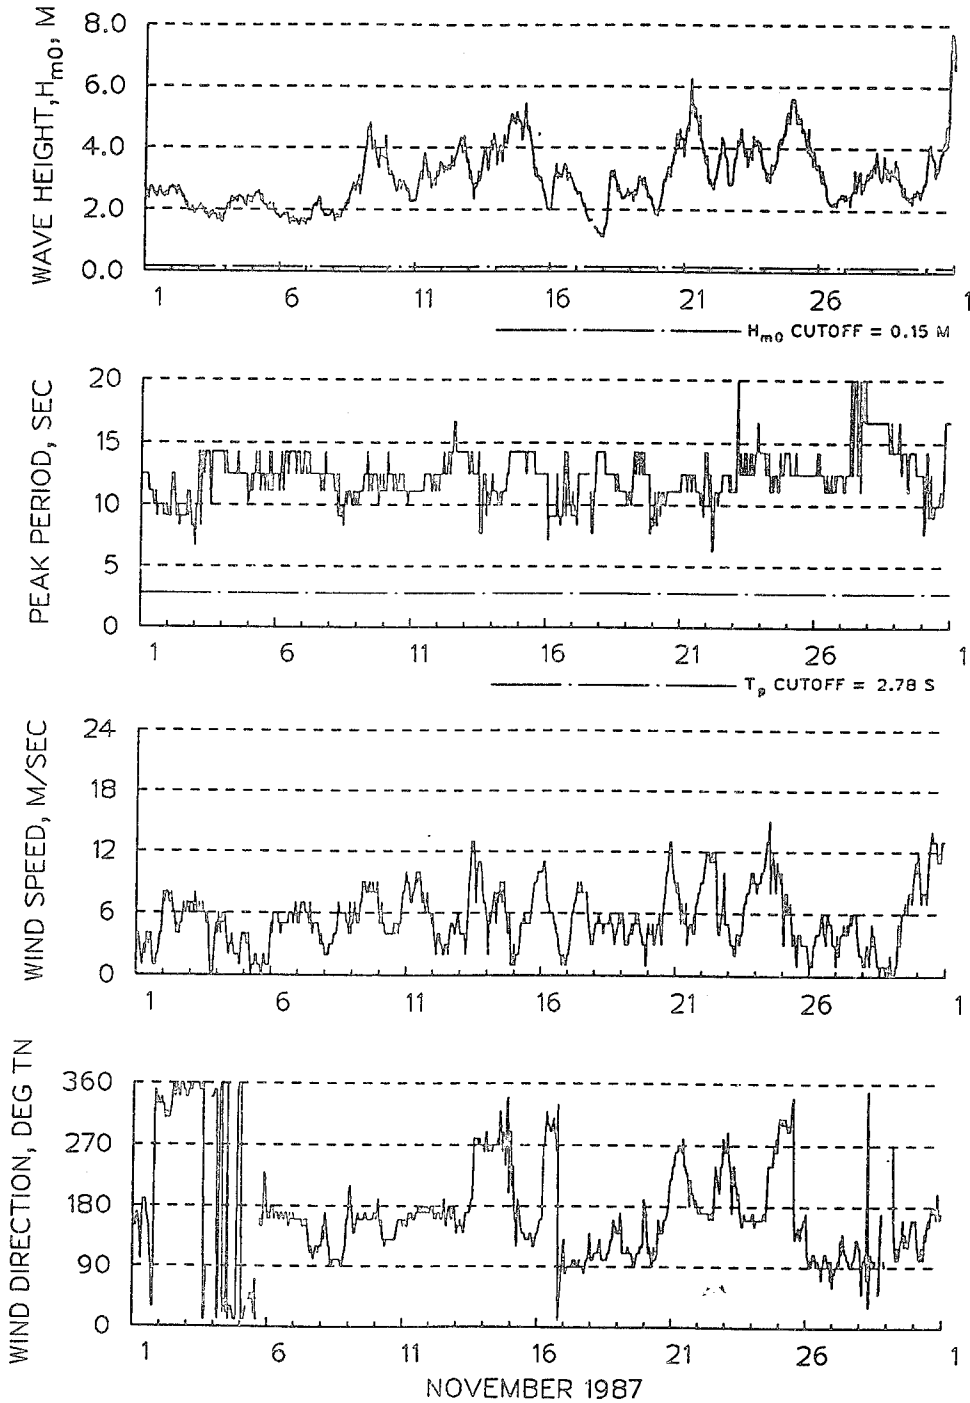 WAVE HEIGHT, Hm0, M
8.0
6.0
4.0
2.0
0.0
1 6 11 16 21 26 1
Hm0 CUTOFF = 0.15 M
PEAK PERIOD, SEC
20
15
10
5
0
1 6 11 16 21 26 1
Tp CUTOFF = 2.78 S
WIND SPEED, M/SEC
24
18
12
6
0
1 6 11 16 21 26 1
WIND DIRECTION, DEG TN
360
270
180
90
0
1 6 11 16 21 26 1
NOVEMBER 1987